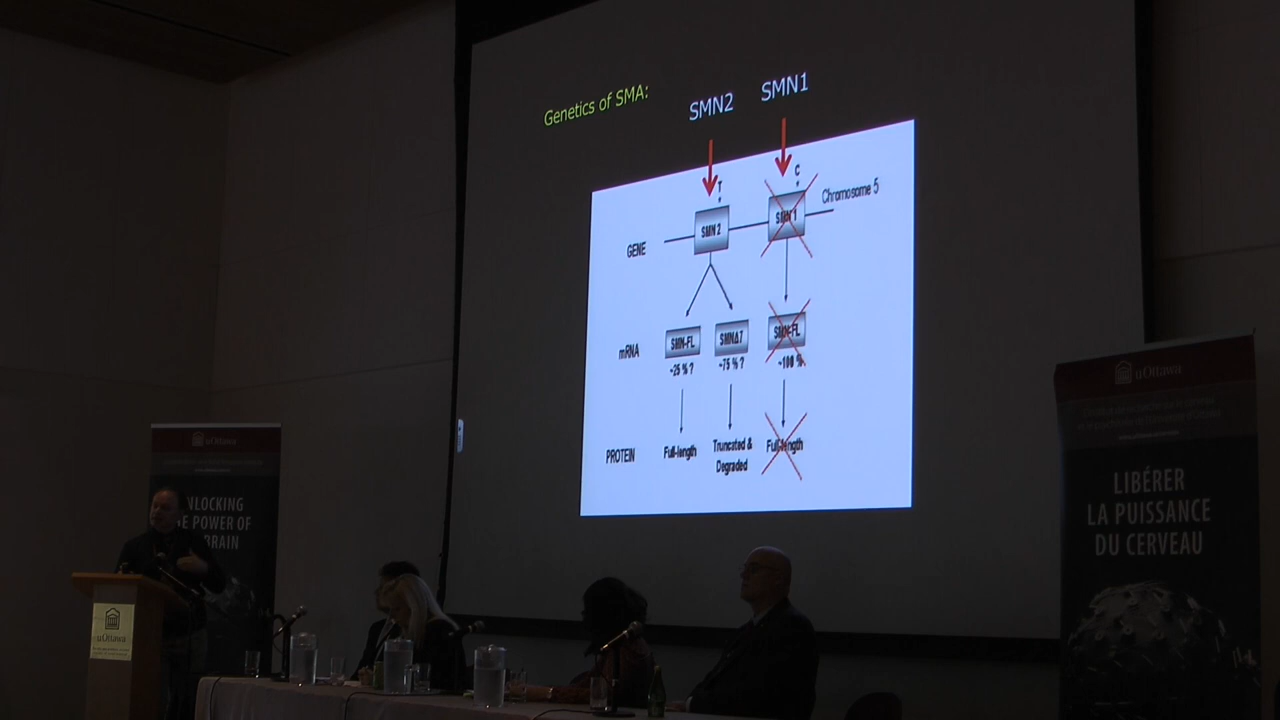 Genetics of SMA:
SMN2
SMN1
T
C
Chromosome 5
GENE
SMN 2
SMN 1
mRNA
SMN-FL
SMNΔ7
SMN-FL
~25 % ?
~75 % ?
~100 %
PROTEIN
Full-length
Truncated &
Degraded
Full-length
uOttawa
NLOCKING
E POWER OF
BRAIN
uOttawa
uOttawa
LIBÉRER
LA PUISSANCE
DU CERVEAU